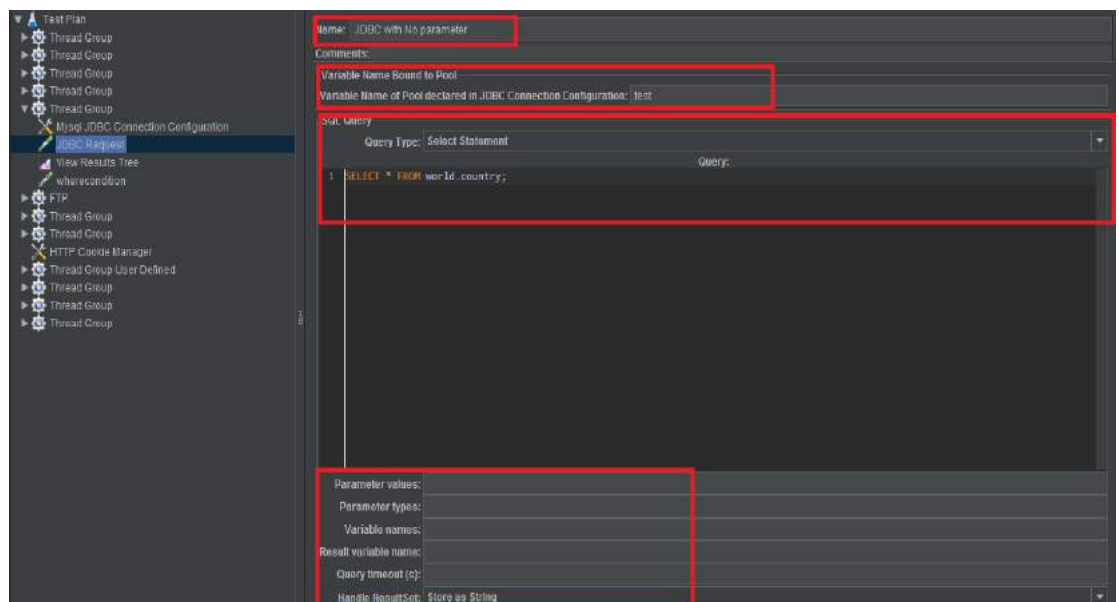 Test Plan
Thread Group
Thread Group
Thread Group
Thread Group
Thread Group
Mysql JDBC Connection Configuration
JDBC Request
View Results Tree
wherecondition
FTP
Thread Group
Thread Group
HTTP Cookie Manager
Thread Group User Defined
Thread Group
Thread Group
Thread Group
Name: JDBC with No parameter
Comments:
Variable Name Bound to Pool
Variable Name of Pool declared in JDBC Connection Configuration: test
SQL Query
Query Type: Select Statement
Query:
1 SELECT * FROM world.country;
Parameter values:
Parameter types:
Variable names:
Result variable name:
Query timeout (s):
Handle ResultSet: Store as String